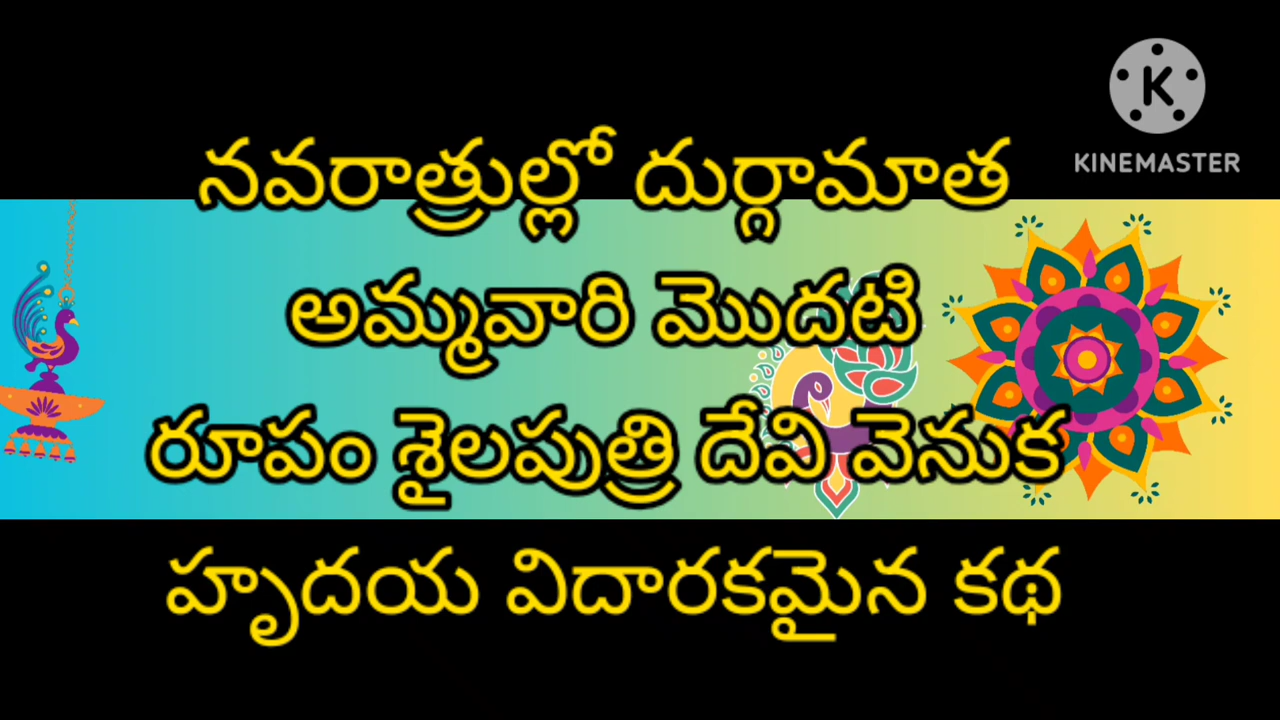 KINEMASTER
నవరాత్రుల్లో దుర్గామాత
అమ్మవారి మొదటి
రూపం శైలపుత్రి దేవి వెనుక
హృదయ విదారకమైన కథ